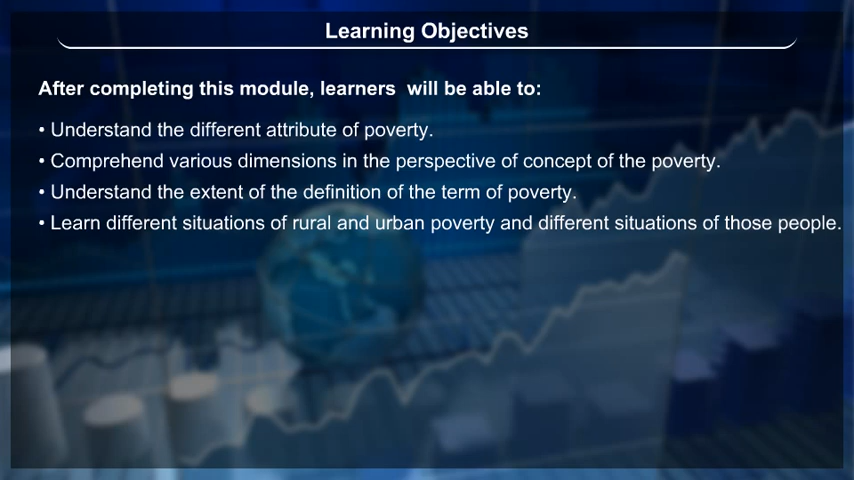 Learning Objectives
After completing this module, learners  will be able to:
• Understand the different attribute of poverty.
• Comprehend various dimensions in the perspective of concept of the poverty.
• Understand the extent of the definition of the term of poverty.
• Learn different situations of rural and urban poverty and different situations of those people.